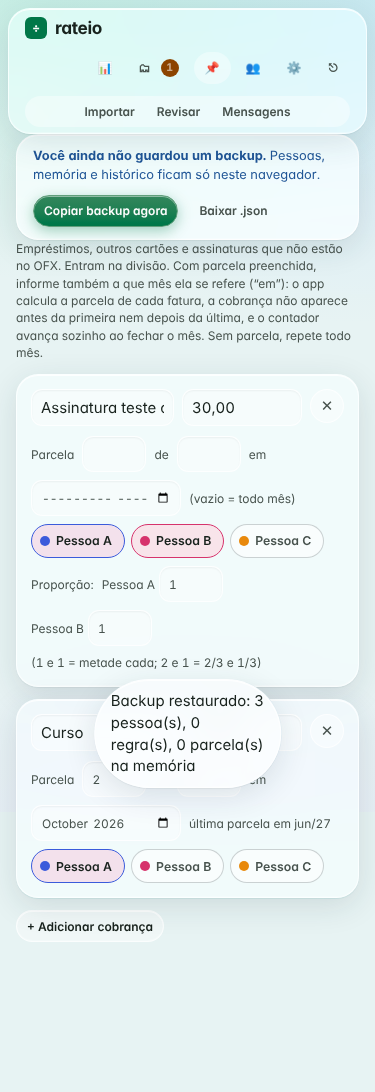 rateio
1
Importar Revisar Mensagens
Você ainda não guardou um backup. Pessoas,
memória e histórico ficam só neste navegador.
Copiar backup agora Baixar .json
Empréstimos, outros cartões e assinaturas que não estão
no OFX. Entram na divisão. Com parcela preenchida,
informe também a que mês ela se refere (“em”): o app
calcula a parcela de cada fatura, a cobrança não aparece
antes da primeira nem depois da última, e o contador
avança sozinho ao fechar o mês. Sem parcela, repete todo
mês.
Assinatura teste 30,00 ✕
Parcela de em
--------- ---- (vazio = todo mês)
Pessoa A Pessoa B Pessoa C
Proporção: Pessoa A 1
Pessoa B 1
(1 e 1 = metade cada; 2 e 1 = 2/3 e 1/3)
Backup restaurado: 3
pessoa(s), 0
regra(s), 0 parcela(s)
na memória
Curso ✕
Parcela 2 em
October 2026 última parcela em jun/27
Pessoa A Pessoa B Pessoa C
+ Adicionar cobrança